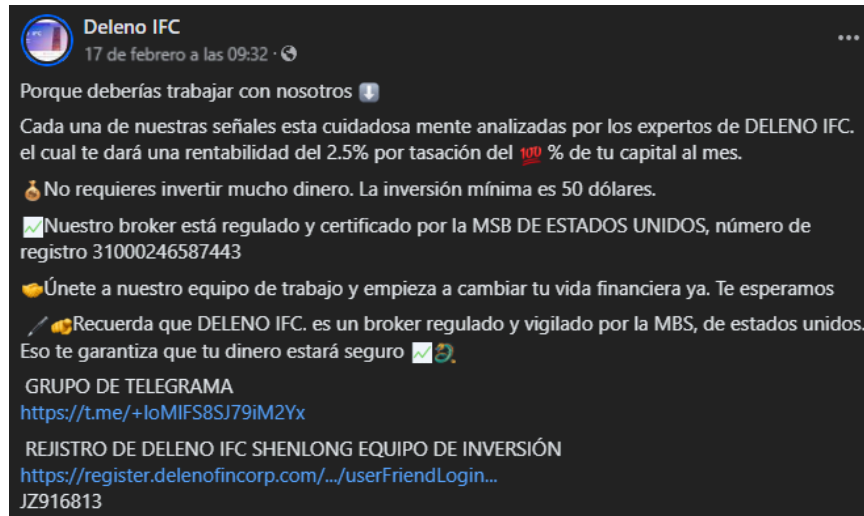 Deleno IFC
17 de febrero a las 09:32 ·
Porque deberías trabajar con nosotros ⬇️
Cada una de nuestras señales esta cuidadosa mente analizadas por los expertos de DELENO IFC.
el cual te dará una rentabilidad del 2.5% por tasación del 💯 % de tu capital al mes.
💰No requieres invertir mucho dinero. La inversión mínima es 50 dólares.
💹Nuestro broker está regulado y certificado por la MSB DE ESTADOS UNIDOS, número de
registro 31000246587443
🤝Únete a nuestro equipo de trabajo y empieza a cambiar tu vida financiera ya. Te esperamos
Recuerda que DELENO IFC. es un broker regulado y vigilado por la MBS, de estados unidos.
Eso te garantiza que tu dinero estará seguro 💹🐉
GRUPO DE TELEGRAMA
https://t.me/+IoMIFS8SJ79iM2Yx
REJISTRO DE DELENO IFC SHENLONG EQUIPO DE INVERSIÓN
https://register.delenofincorp.com/.../userFriendLogin...
JZ916813